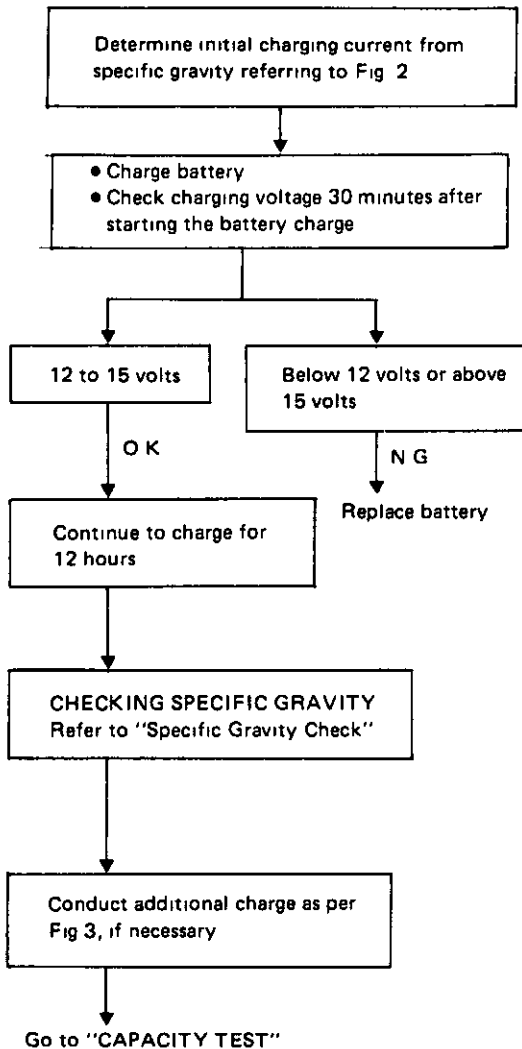 Determine initial charging current from
specific gravity referring to Fig 2
• Charge battery
• Check charging voltage 30 minutes after
starting the battery charge
12 to 15 volts
Below 12 volts or above
15 volts
O K
N G
Replace battery
Continue to charge for
12 hours
CHECKING SPECIFIC GRAVITY
Refer to "Specific Gravity Check"
Conduct additional charge as per
Fig 3, if necessary
Go to "CAPACITY TEST"